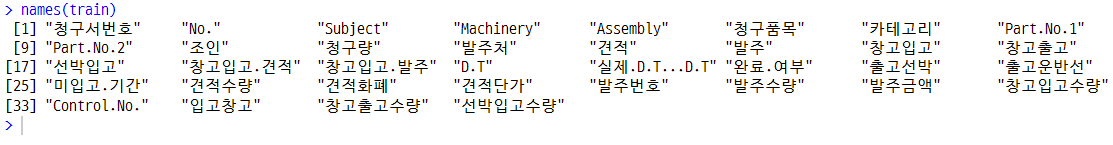 > names(train)
[1] "청구서번호" "No." "Subject" "Machinery" "Assembly" "청구품목" "카테고리" "Part.No.1"
[9] "Part.No.2" "조인" "청구량" "발주처" "견적" "발주" "창고입고" "창고출고"
[17] "선박입고" "창고입고.견적" "창고입고.발주" "D.T" "실제.D.T...D.T" "완료.여부" "출고선박" "출고운반선"
[25] "미입고.기간" "견적수량" "견적화폐" "견적단가" "발주번호" "발주수량" "발주금액" "창고입고수량"
[33] "Control.No." "입고창고" "창고출고수량" "선박입고수량"
>